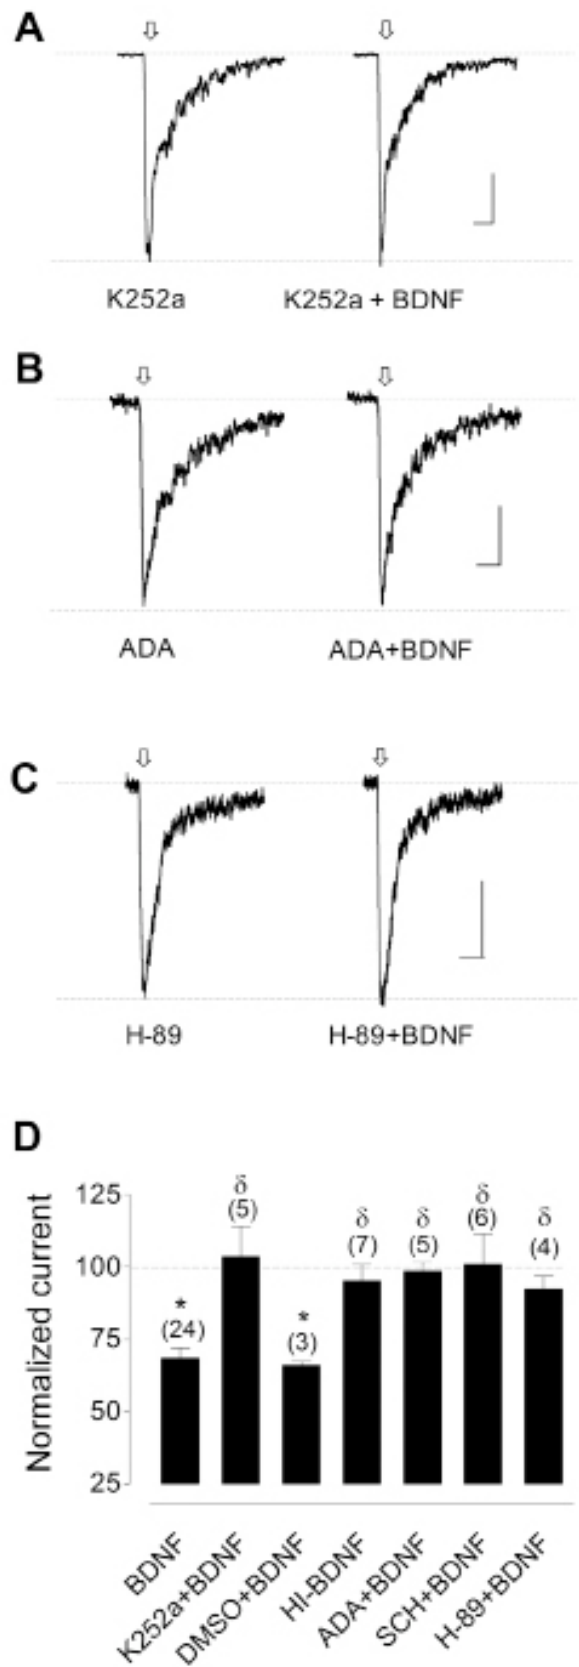 A
K252a
K252a + BDNF
B
ADA
ADA+BDNF
C
H-89
H-89+BDNF
D
Normalized current
125
100
75
50
25
*
(24)
δ
(5)
*
(3)
δ
(7)
δ
(5)
δ
(6)
δ
(4)
BDNF
K252a+BDNF
DMSO+BDNF
HI-BDNF
ADA+BDNF
SCH+BDNF
H-89+BDNF